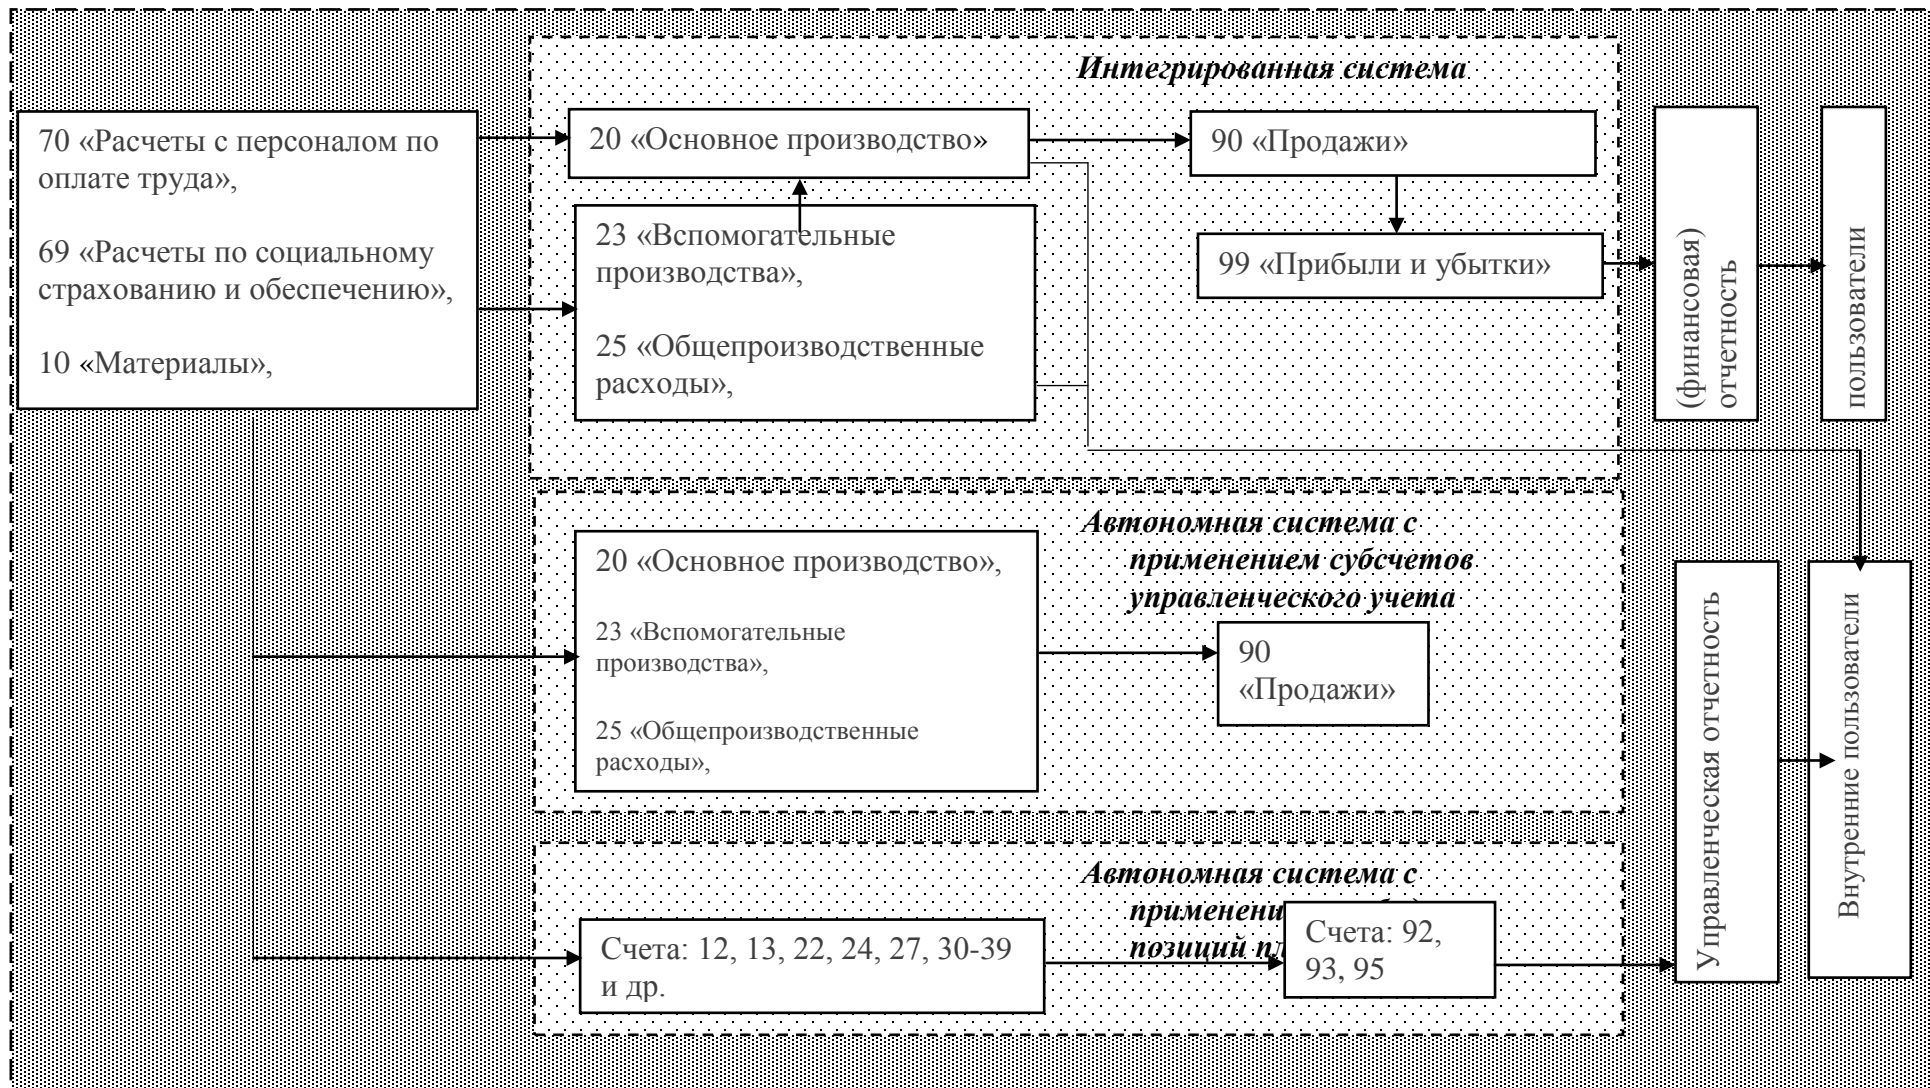 Интегрированная система
70 «Расчеты с персоналом по
оплате труда»,
69 «Расчеты по социальному
страхованию и обеспечению»,
10 «Материалы»,
20 «Основное производство»
23 «Вспомогательные
производства»,
25 «Общепроизводственные
расходы»,
90 «Продажи»
99 «Прибыли и убытки»
(финансовая)
отчетность
пользователи
Автономная система с
применением субсчетов
управленческого учета
20 «Основное производство»,
23 «Вспомогательные
производства»,
25 «Общепроизводственные
расходы»,
90
«Продажи»
Управленческая отчетность
Внутренние пользователи
Автономная система с
позиций
Счета: 12, 13, 22, 24, 27, 30-39
и др.
Счета: 92,
93, 95